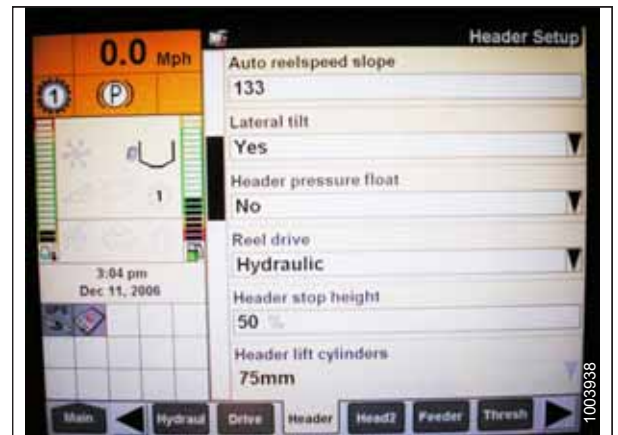 Header Setup
0.0 Mph
1
(P)
1
3:04 pm
Dec 11, 2006
Auto reelspeed slope
133
Lateral tilt
Yes
Header pressure float
No
Reel drive
Hydraulic
Header stop height
50 %
Header lift cylinders
75mm
Main
Hydraul
Drive
Header
Head2
Feeder
Thresh
1003938